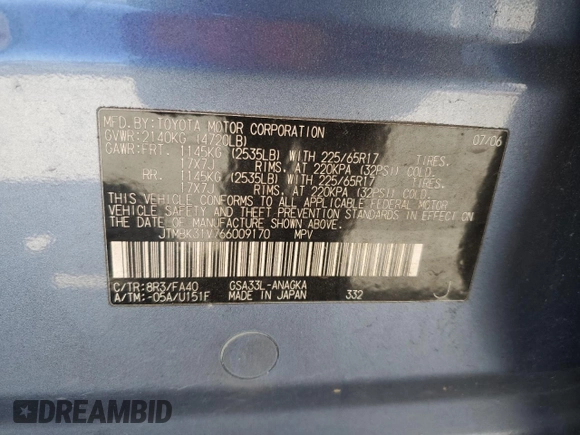 MFD.BY:TOYOTA MOTOR CORPORATION 07/06
GVWR:2140KG (4720LB)
GAWR:FRT. 1145KG (2535LB) WITH 225/65R17 TIRES,
17X7J RIMS, AT 220KPA (32PSI) COLD.
RR. 1145KG (2535LB) WITH 225/65R17 TIRES,
17X7J RIMS, AT 220KPA (32PSI) COLD.
THIS VEHICLE CONFORMS TO ALL APPLICABLE FEDERAL MOTOR
VEHICLE SAFETY AND THEFT PREVENTION STANDARDS IN EFFECT ON
THE DATE OF MANUFACTURE SHOWN ABOVE.
JTMBK31V766009170 MPV
C/TR:8R3/FA40 GSA33L-ANAGKA
A/TM:-05A/U151F MADE IN JAPAN 332
J
DREAMBID